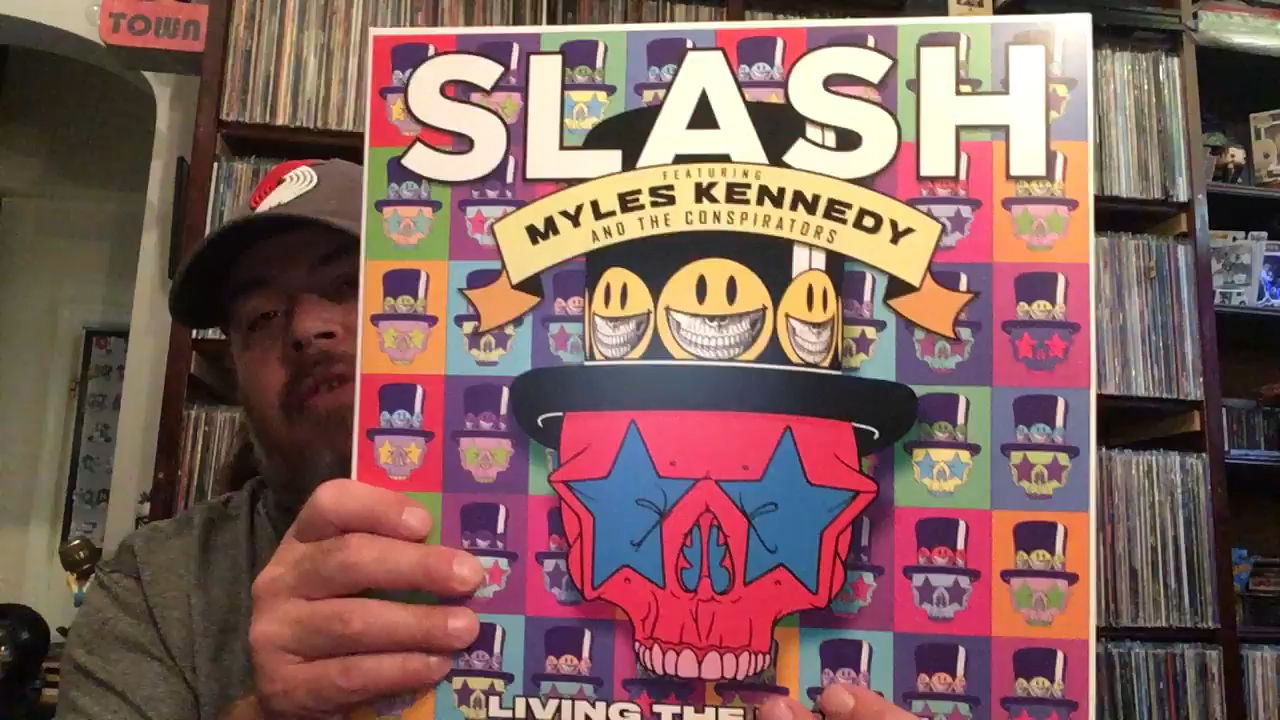 TOWN
SLASH
FEATURING
MYLES KENNEDY
AND THE CONSPIRATORS
LIVING THE